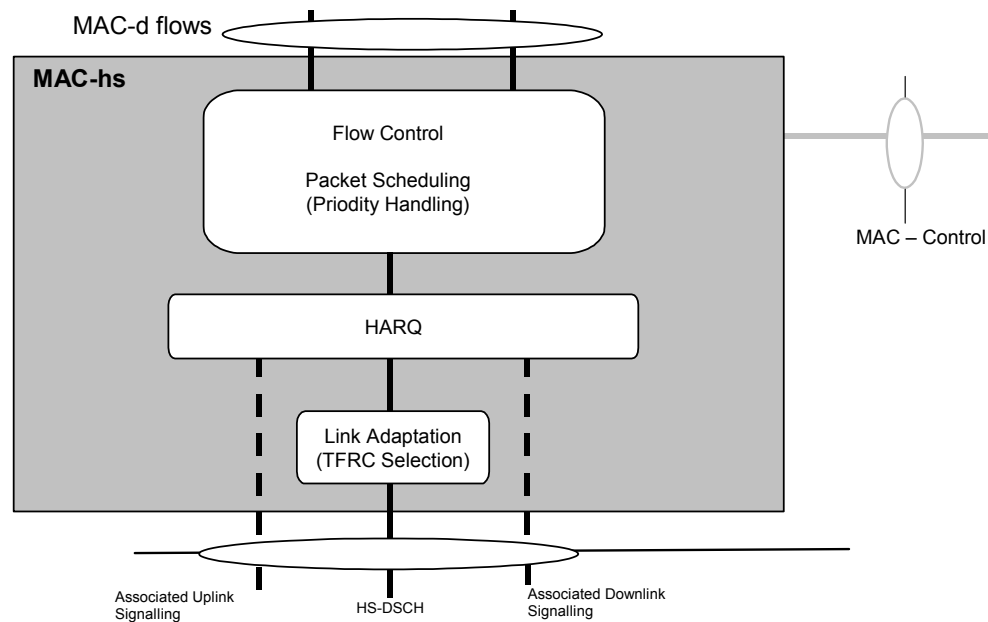 MAC-d flows
MAC-hs
Flow Control
Packet Scheduling
(Priodity Handling)
MAC – Control
HARQ
Link Adaptation
(TFRC Selection)
Associated Uplink
Signalling
HS-DSCH
Associated Downlink
Signalling